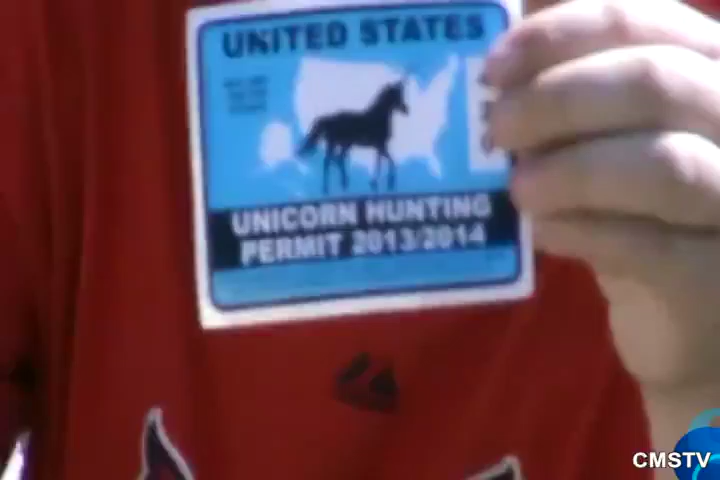 UNITED STATES
UNICORN HUNTING
PERMIT 2013/2014
CMSTV